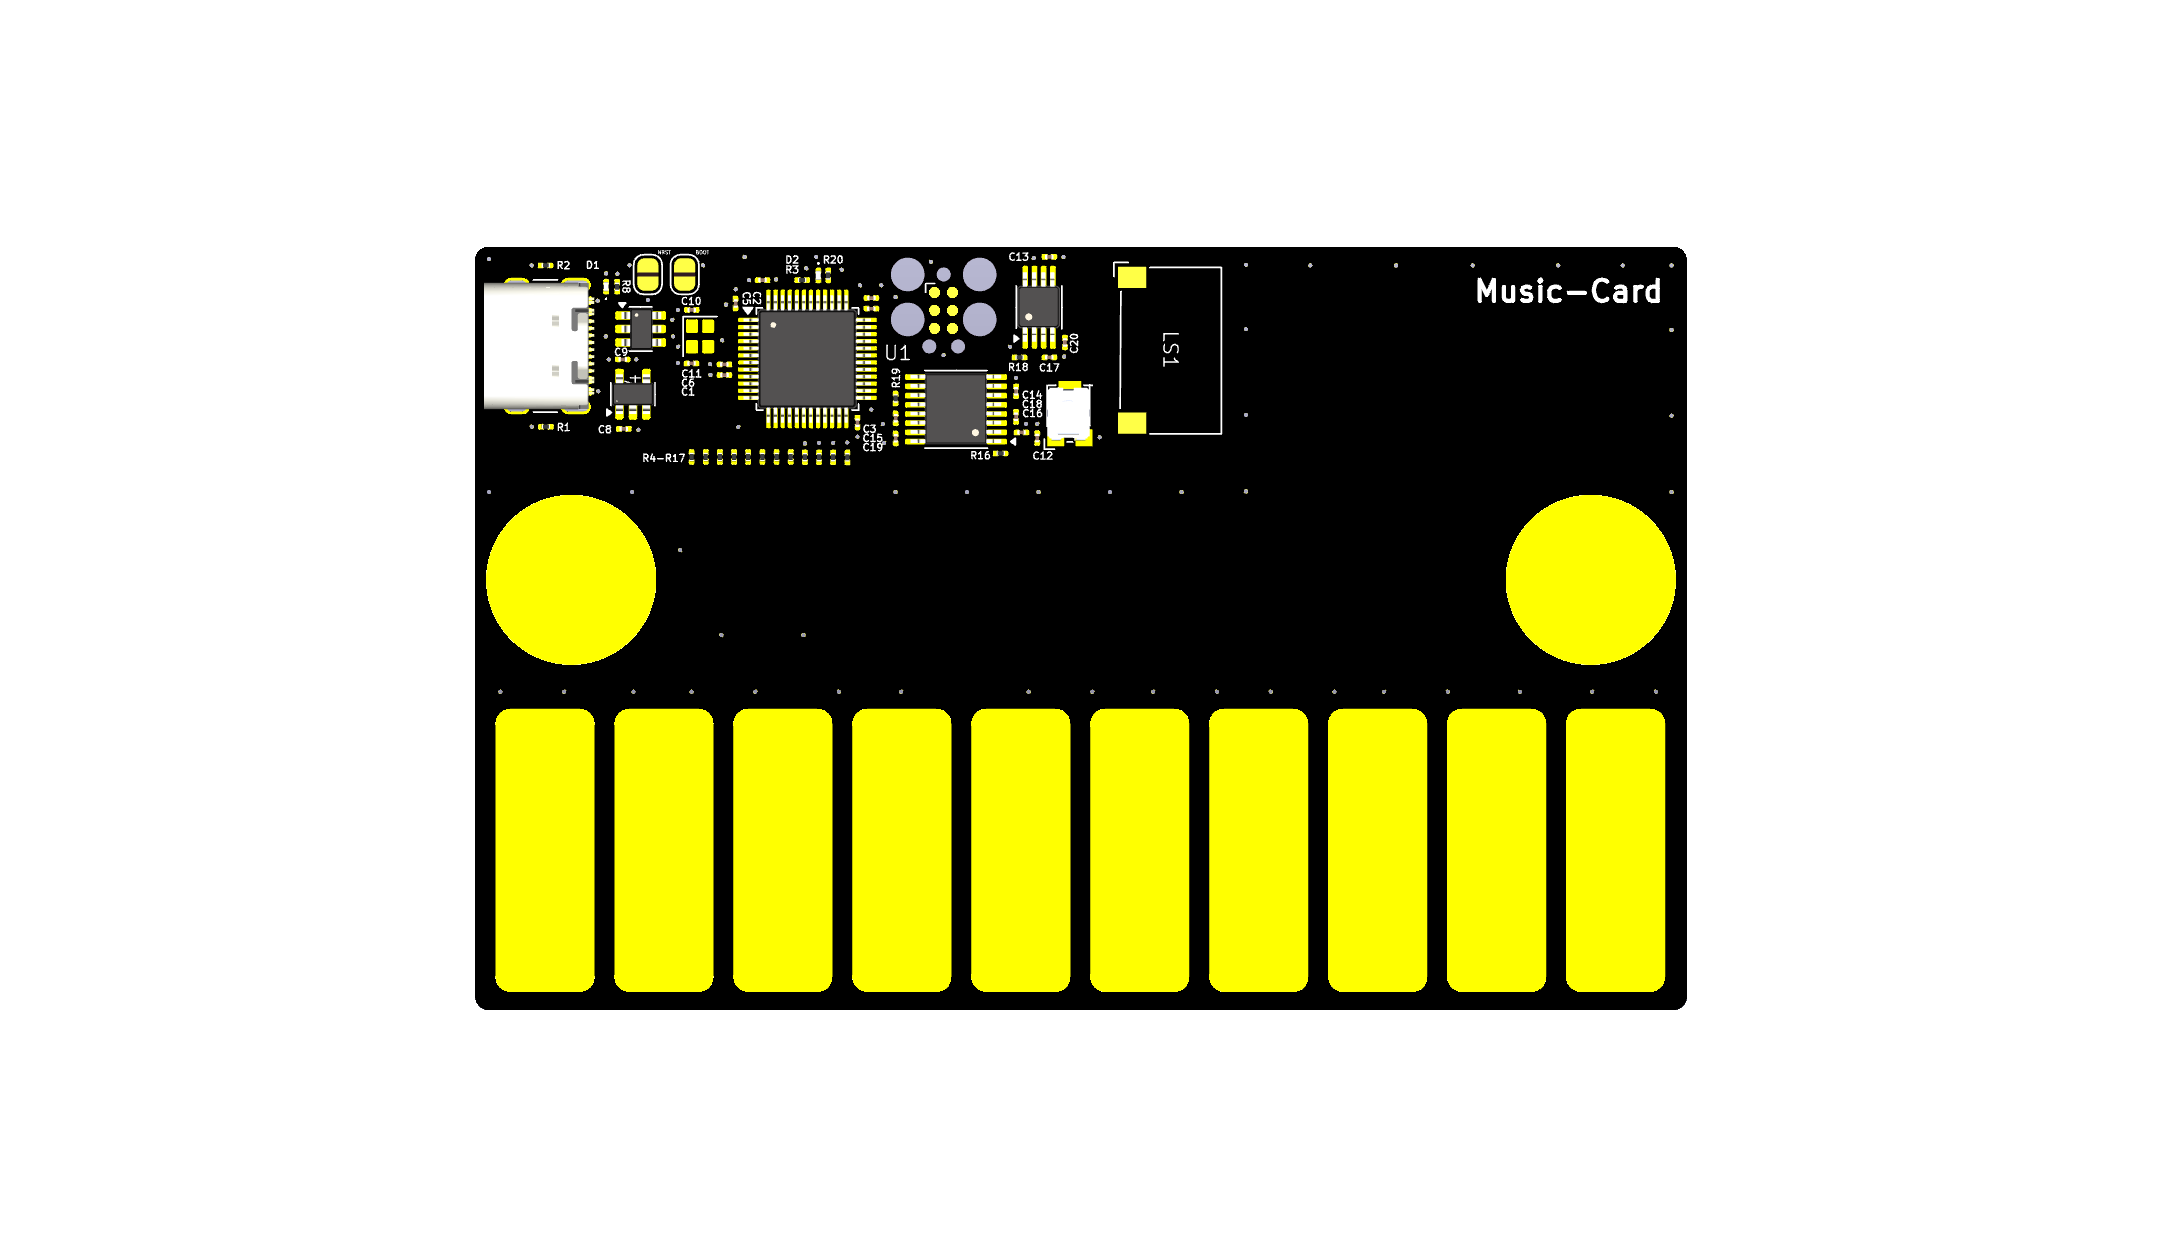 NRST
BOOT
R2
D1
R8
C10
C5
C2
D2
R3
R20
C13
Music-Card
U1
C20
R18
C17
LS1
C9
C11
C6
C1
R19
C14
C18
C16
+
R1
C8
C3
C15
C19
R4-R17
R16
C12